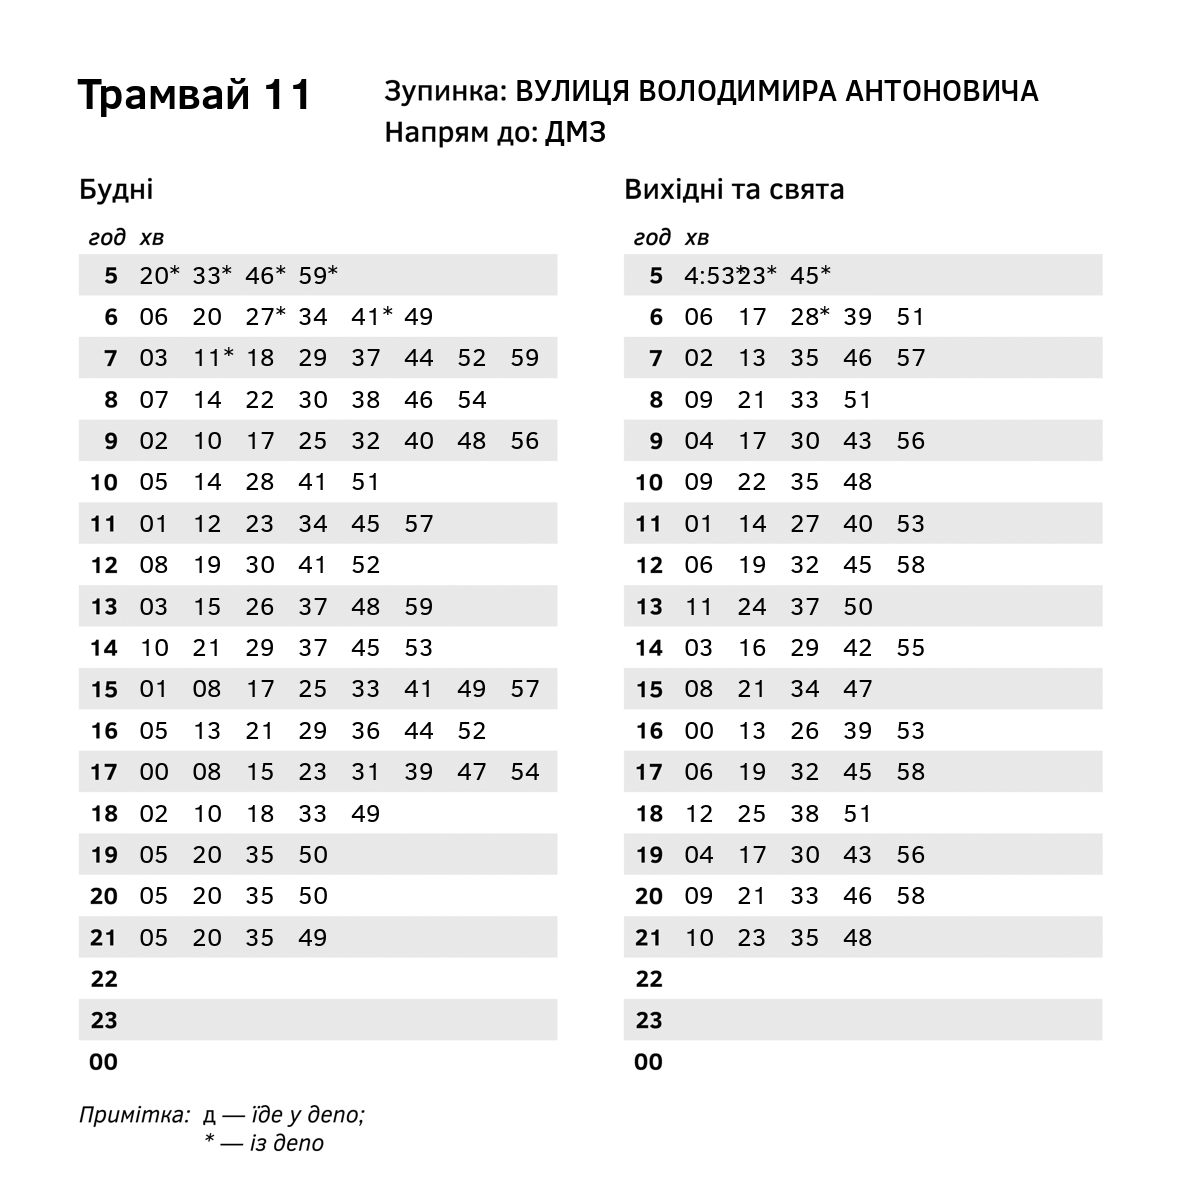 Трамвай 11
Зупинка: ВУЛИЦЯ ВОЛОДИМИРА АНТОНОВИЧА
Напрям до: ДМЗ
Будні
год хв
5 20* 33* 46* 59*
6 06 20 27* 34 41* 49
7 03 11* 18 29 37 44 52 59
8 07 14 22 30 38 46 54
9 02 10 17 25 32 40 48 56
10 05 14 28 41 51
11 01 12 23 34 45 57
12 08 19 30 41 52
13 03 15 26 37 48 59
14 10 21 29 37 45 53
15 01 08 17 25 33 41 49 57
16 05 13 21 29 36 44 52
17 00 08 15 23 31 39 47 54
18 02 10 18 33 49
19 05 20 35 50
20 05 20 35 50
21 05 20 35 49
22
23
00
Вихідні та свята
год хв
5 4:53* 23* 45*
6 06 17 28* 39 51
7 02 13 35 46 57
8 09 21 33 51
9 04 17 30 43 56
10 09 22 35 48
11 01 14 27 40 53
12 06 19 32 45 58
13 11 24 37 50
14 03 16 29 42 55
15 08 21 34 47
16 00 13 26 39 53
17 06 19 32 45 58
18 12 25 38 51
19 04 17 30 43 56
20 09 21 33 46 58
21 10 23 35 48
22
23
00
Примітка: д — їде у депо;
* — із депо